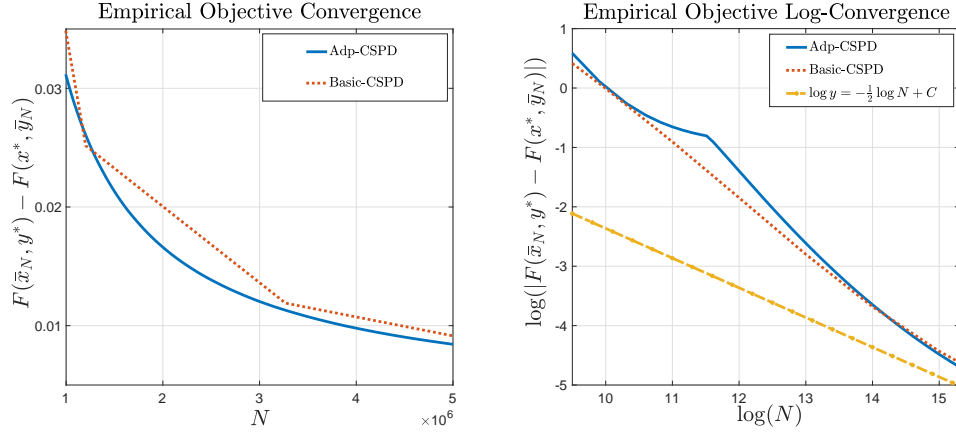 Empirical Objective Convergence
F(x̄_N, y*) − F(x*, ȳ_N)
0.03
0.02
0.01
Adp-CSPD
Basic-CSPD
1 2 3 4 5
×10⁶
N
Empirical Objective Log-Convergence
log(|F(x̄_N, y*) − F(x*, ȳ_N)|)
1
0
-1
-2
-3
-4
-5
Adp-CSPD
Basic-CSPD
log y = −½ log N + C
10 11 12 13 14 15
log(N)